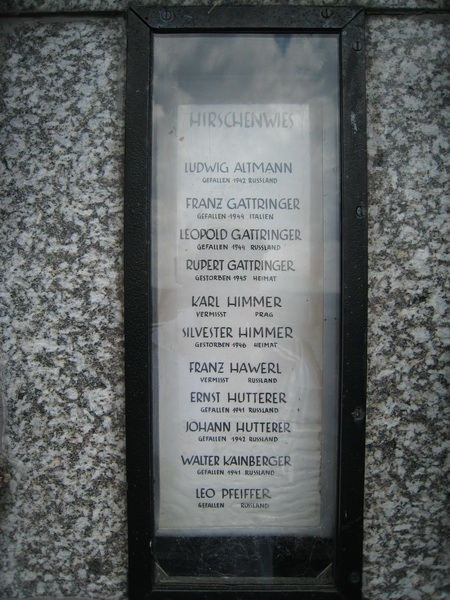 HIRSCHENWIES
LUDWIG ALTMANN
GEFALLEN 1942 RUSSLAND
FRANZ GATTRINGER
GEFALLEN 1944 ITALIEN
LEOPOLD GATTRINGER
GEFALLEN 1944 RUSSLAND
RUPERT GATTRINGER
GESTORBEN 1945 HEIMAT
KARL HIMMER
VERMISST PRAG
SILVESTER HIMMER
GESTORBEN 1946 HEIMAT
FRANZ HAWERL
VERMISST RUSSLAND
ERNST HUTTERER
GEFALLEN 1941 RUSSLAND
JOHANN HUTTERER
GEFALLEN 1942 RUSSLAND
WALTER KAINBERGER
GEFALLEN 1941 RUSSLAND
LEO PFEIFFER
GEFALLEN RUSSLAND